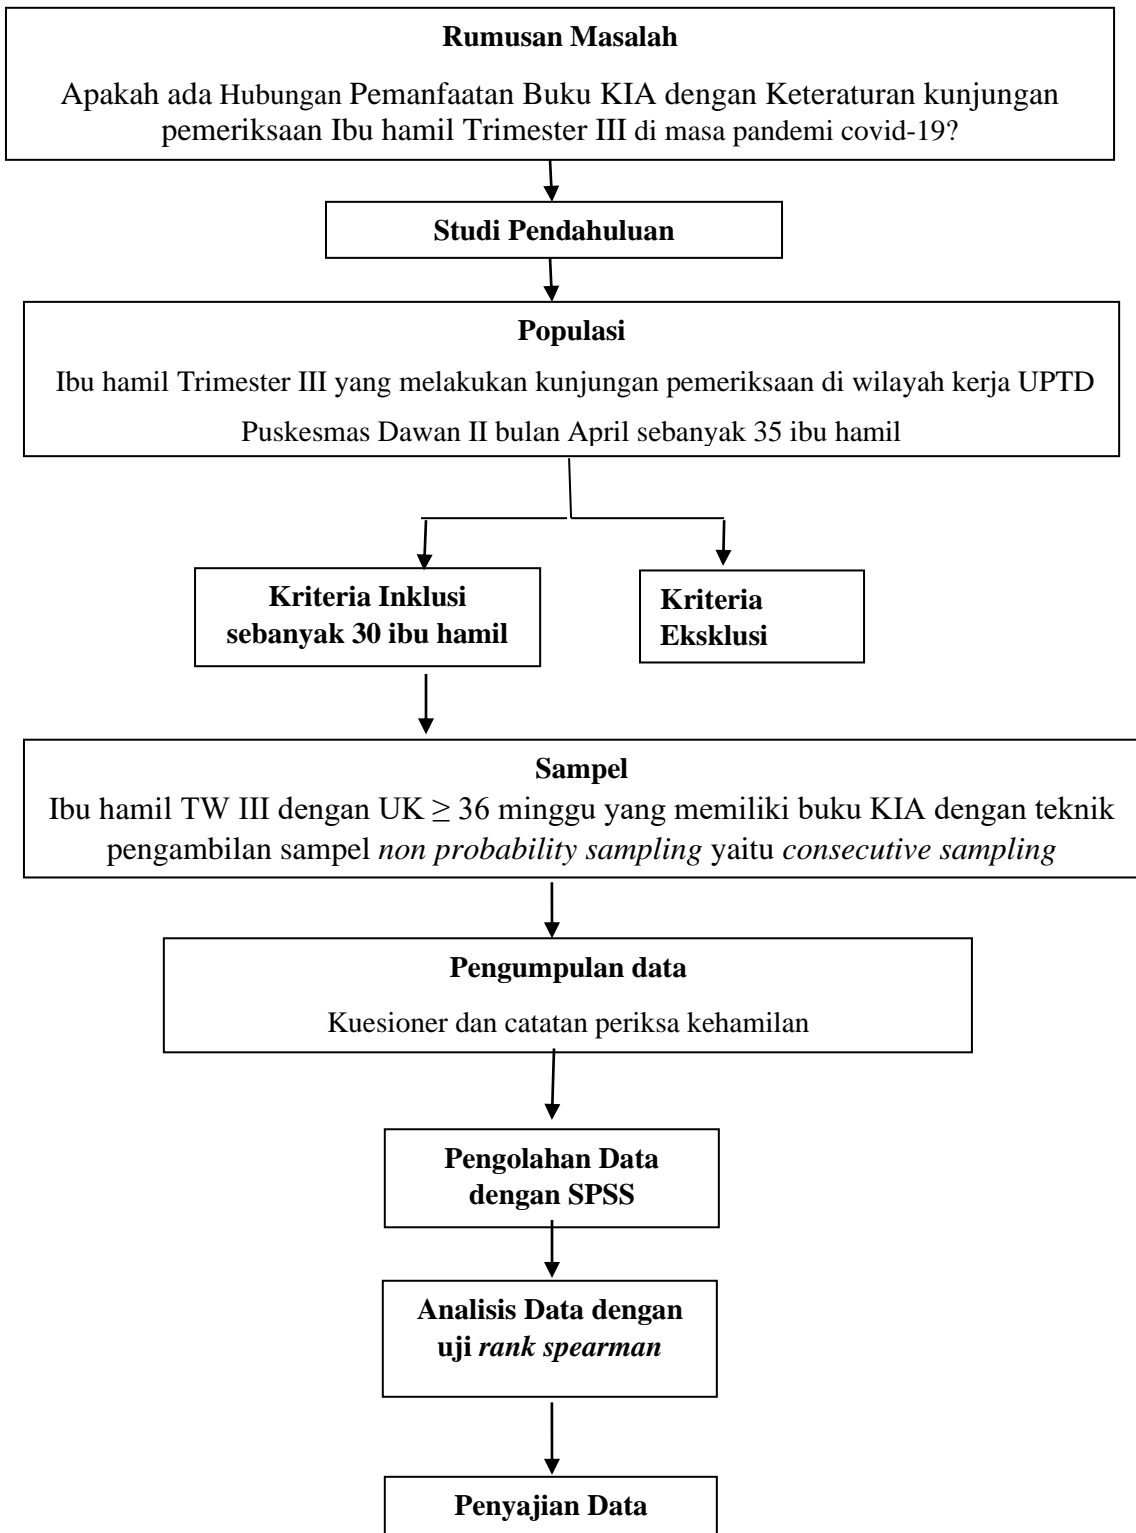 Rumusan Masalah
Apakah ada Hubungan Pemanfaatan Buku KIA dengan Keteraturan kunjungan
pemeriksaan Ibu hamil Trimester III di masa pandemi covid-19?
Studi Pendahuluan
Populasi
Ibu hamil Trimester III yang melakukan kunjungan pemeriksaan di wilayah kerja UPTD
Puskesmas Dawan II bulan April sebanyak 35 ibu hamil
Kriteria Inklusi
sebanyak 30 ibu hamil
Kriteria
Eksklusi
Sampel
Ibu hamil TW III dengan UK ≥ 36 minggu yang memiliki buku KIA dengan teknik
pengambilan sampel non probability sampling yaitu consecutive sampling
Pengumpulan data
Kuesioner dan catatan periksa kehamilan
Pengolahan Data
dengan SPSS
Analisis Data dengan
uji rank spearman
Penyajian Data